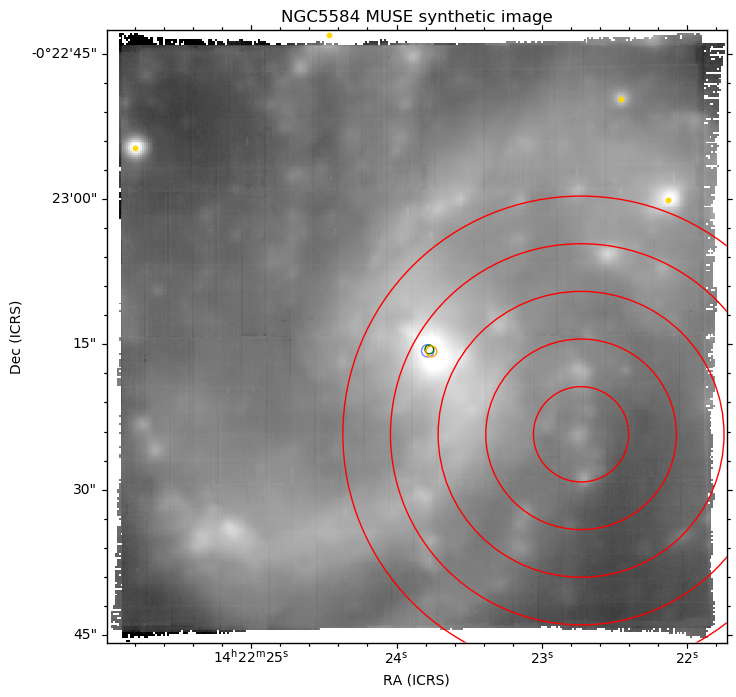 NGC5584 MUSE synthetic image
-0°22'45"
23'00"
15"
30"
45"
Dec (ICRS)
14ʰ22ᵐ25ˢ 24ˢ 23ˢ 22ˢ
RA (ICRS)